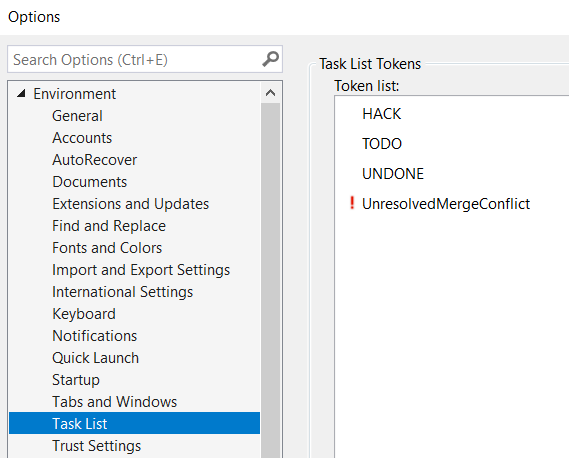 Options
Search Options (Ctrl+E)
Environment
General
Accounts
AutoRecover
Documents
Extensions and Updates
Find and Replace
Fonts and Colors
Import and Export Settings
International Settings
Keyboard
Notifications
Quick Launch
Startup
Tabs and Windows
Task List
Trust Settings
Task List Tokens
Token list:
HACK
TODO
UNDONE
! UnresolvedMergeConflict